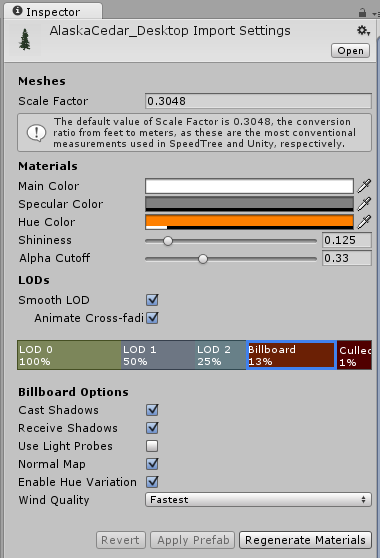 Inspector
AlaskaCedar_Desktop Import Settings
Open
Meshes
Scale Factor 0.3048
The default value of Scale Factor is 0.3048, the conversion
ratio from feet to meters, as these are the most conventional
measurements used in SpeedTree and Unity, respectively.
Materials
Main Color
Specular Color
Hue Color
Shininess 0.125
Alpha Cutoff 0.33
LODs
Smooth LOD
Animate Cross-fadi
LOD 0 LOD 1 LOD 2 Billboard Culled
100% 50% 25% 13% 1%
Billboard Options
Cast Shadows
Receive Shadows
Use Light Probes
Normal Map
Enable Hue Variation
Wind Quality Fastest
Revert Apply Prefab Regenerate Materials